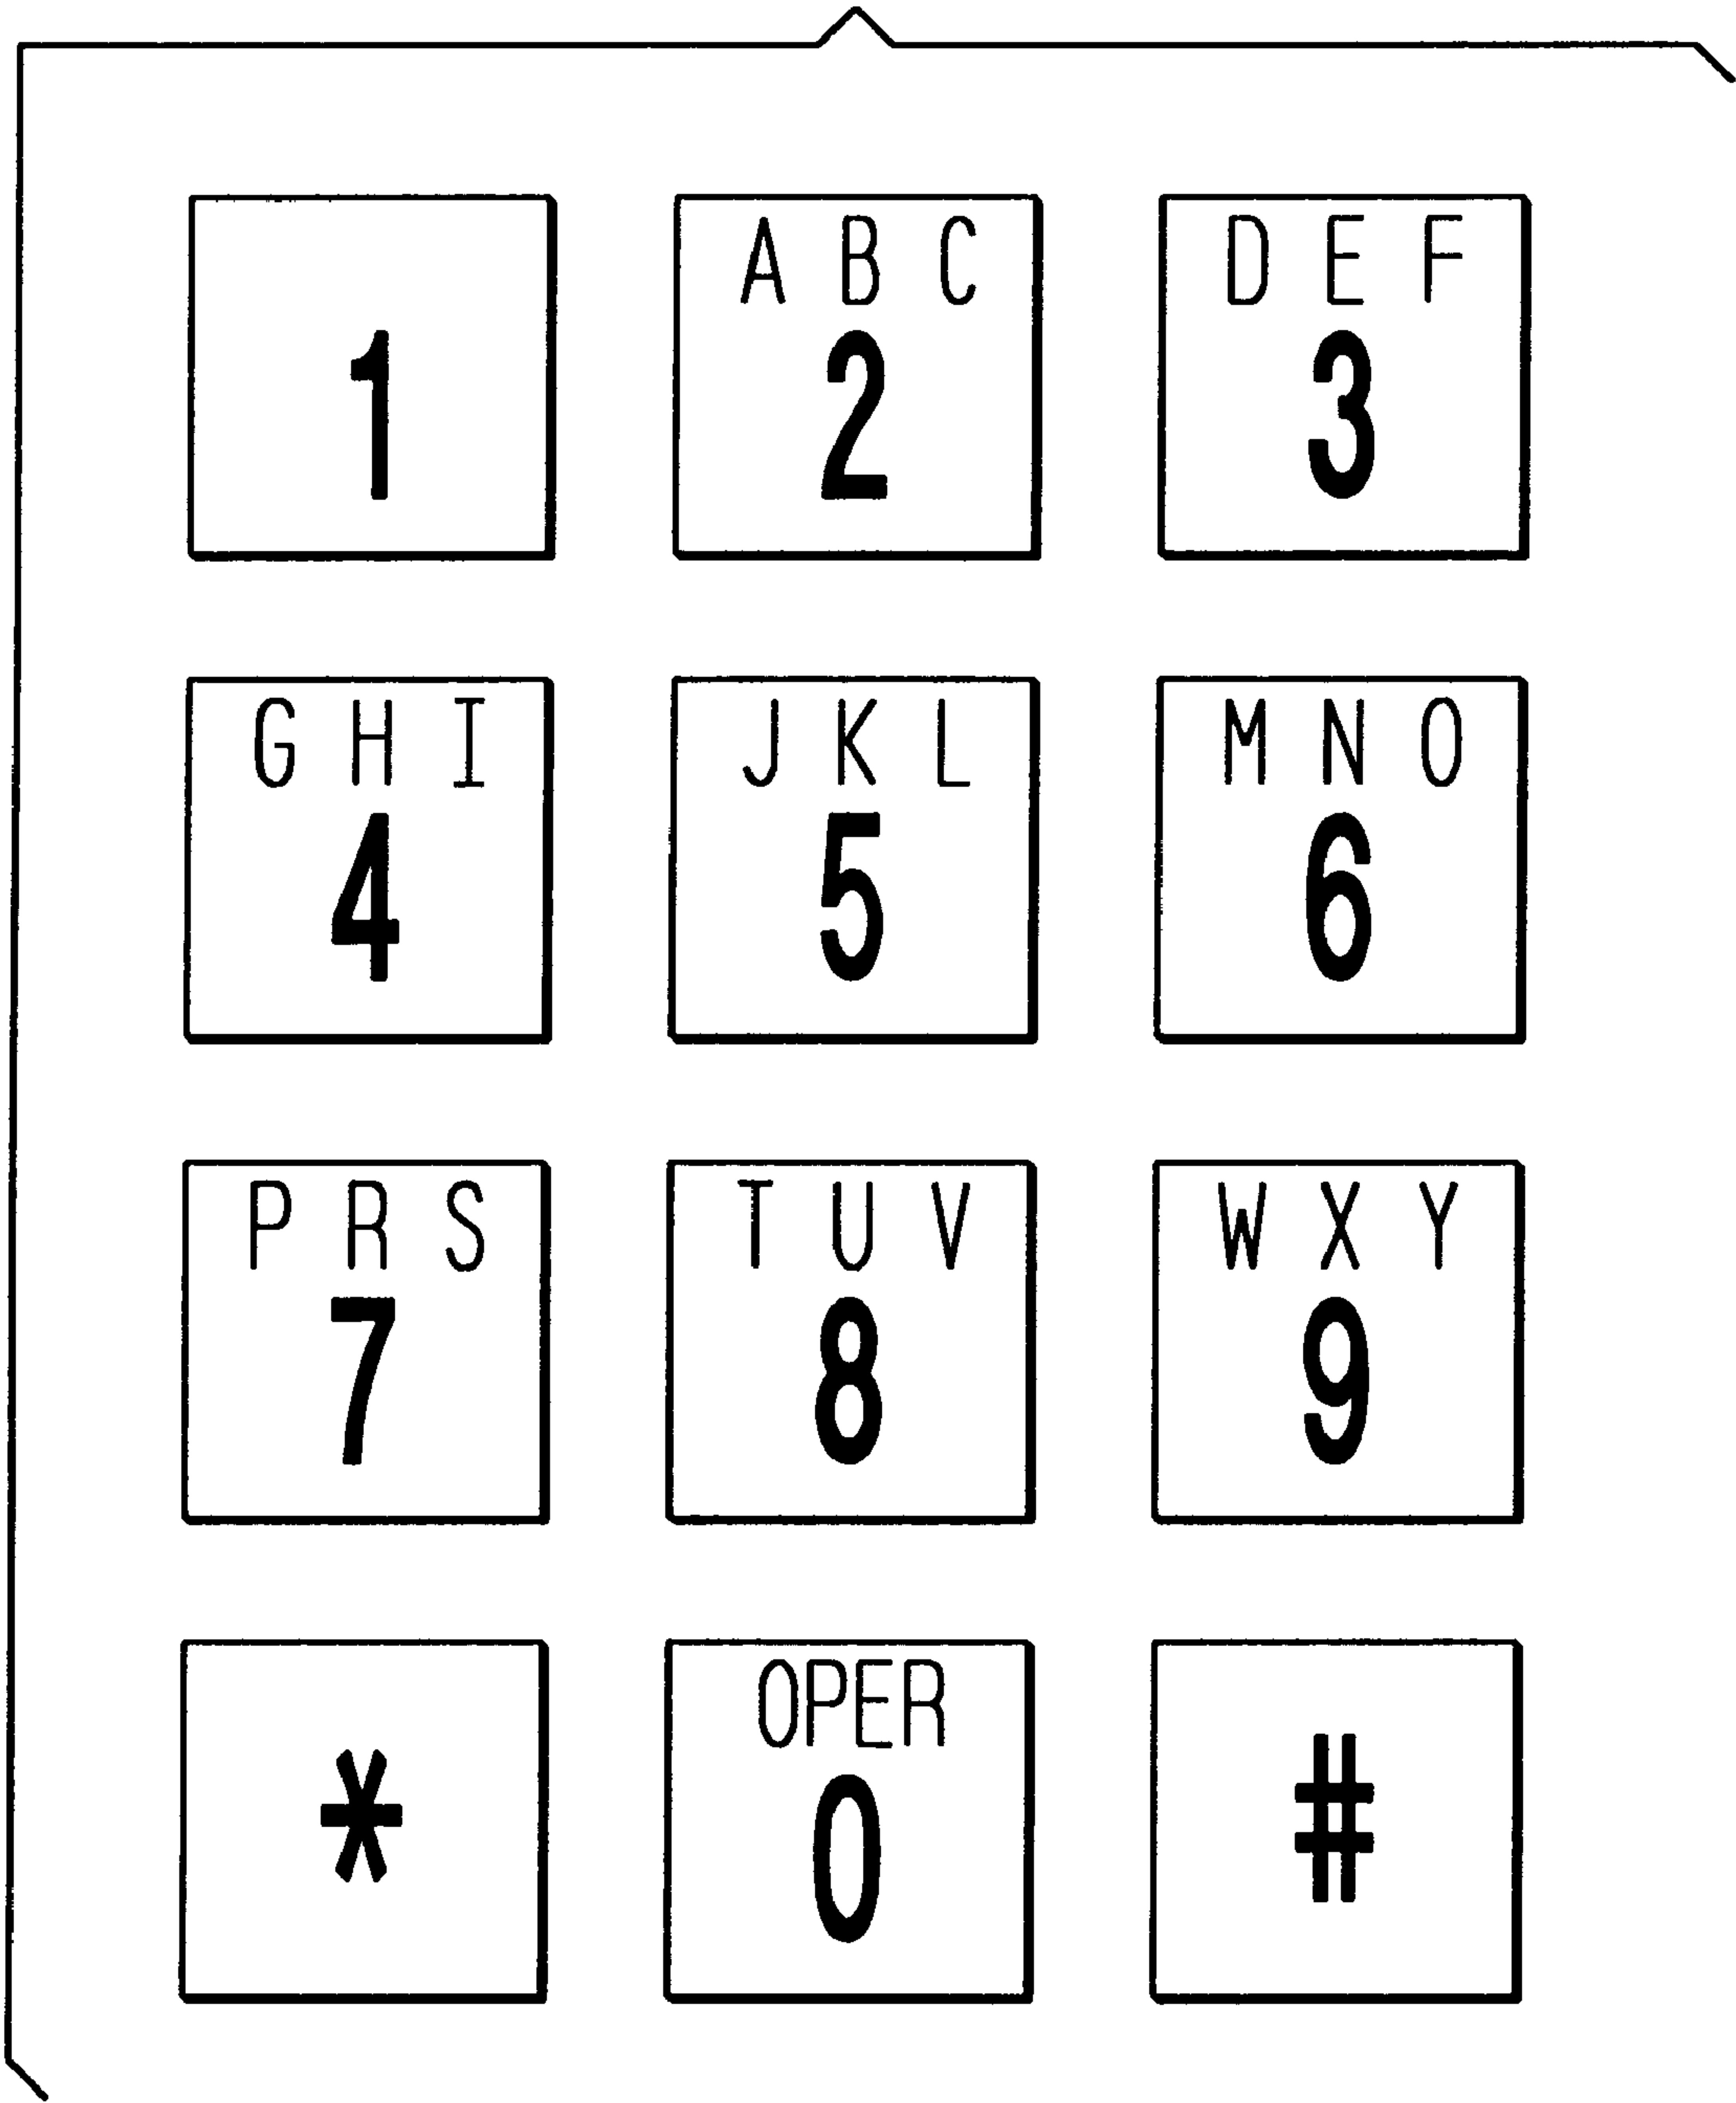 A B C D E F
1 2 3
G H I J K L M N O
4 5 6
P R S T U V W X Y
7 8 9
OPER
* 0 #